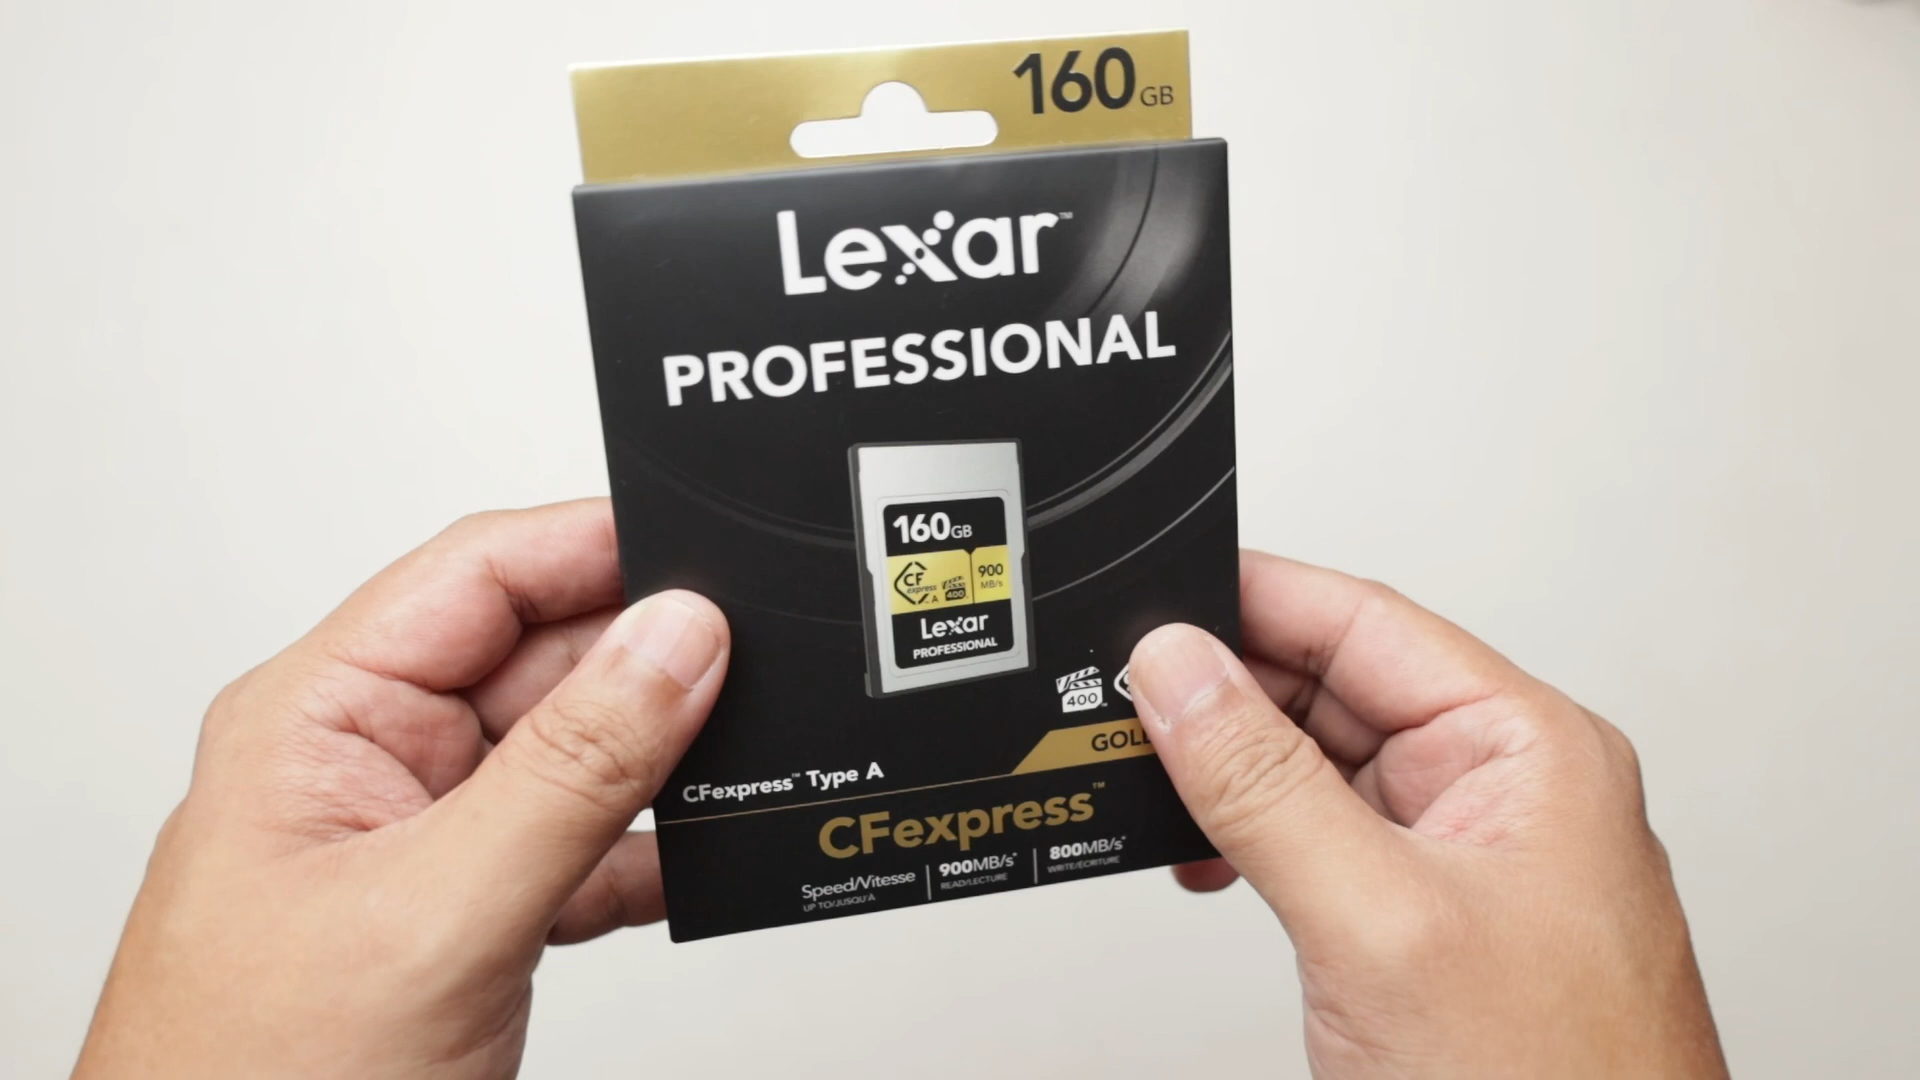 160 GB
Lexar™
PROFESSIONAL
160GB
CF express A
400
900 MB/s
Lexar
PROFESSIONAL
400
CFexpress™ Type A
CFexpress™
Speed/Vitesse
UP TO/JUSQU'À
900MB/s*
READ/LECTURE
800MB/s*
WRITE/ÉCRITURE